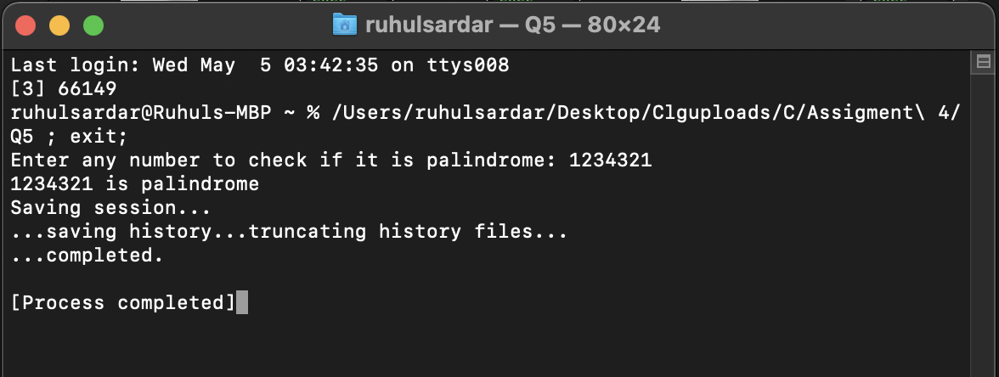 ruhulsardar — Q5 — 80×24
Last login: Wed May  5 03:42:35 on ttys008
[3] 66149
ruhulsardar@Ruhuls-MBP ~ % /Users/ruhulsardar/Desktop/Clguploads/C/Assigment\ 4/
Q5 ; exit;
Enter any number to check if it is palindrome: 1234321
1234321 is palindrome
Saving session...
...saving history...truncating history files...
...completed.
[Process completed]